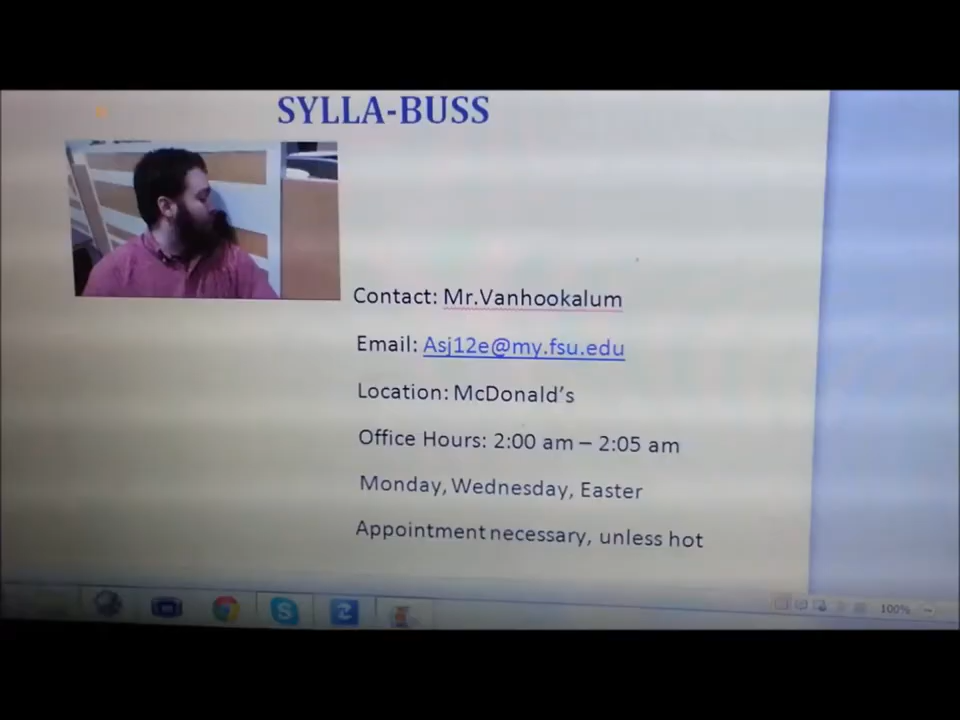 SYLLA-BUSS
Contact: Mr.Vanhookalum
Email: Asj12e@my.fsu.edu
Location: McDonald's
Office Hours: 2:00 am – 2:05 am
Monday, Wednesday, Easter
Appointment necessary, unless hot
100%